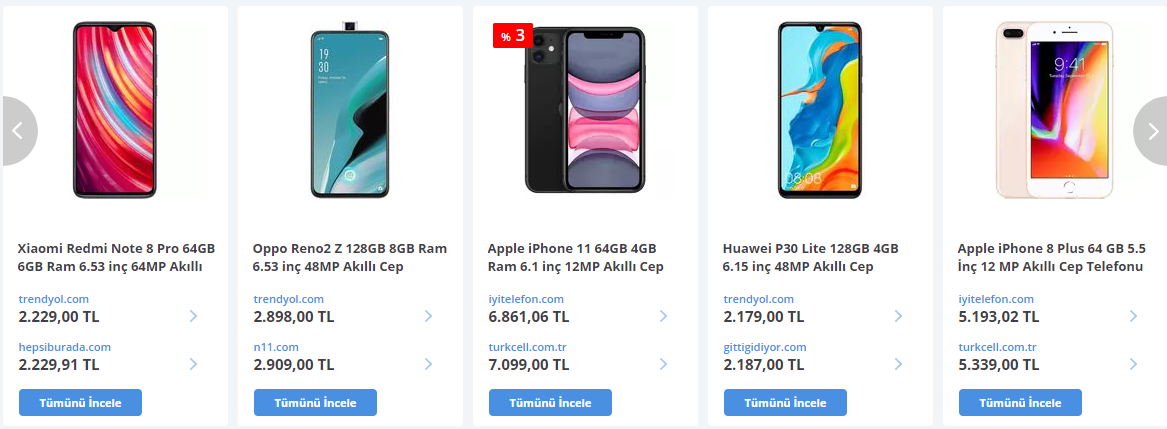 % 3
19
30
9:41
08:08
Xiaomi Redmi Note 8 Pro 64GB
6GB Ram 6.53 inç 64MP Akıllı
trendyol.com
2.229,00 TL
hepsiburada.com
2.229,91 TL
Tümünü İncele
Oppo Reno2 Z 128GB 8GB Ram
6.53 inç 48MP Akıllı Cep
trendyol.com
2.898,00 TL
n11.com
2.909,00 TL
Tümünü İncele
Apple iPhone 11 64GB 4GB
Ram 6.1 inç 12MP Akıllı Cep
iyitelefon.com
6.861,06 TL
turkcell.com.tr
7.099,00 TL
Tümünü İncele
Huawei P30 Lite 128GB 4GB
6.15 inç 48MP Akıllı Cep
trendyol.com
2.179,00 TL
gittigidiyor.com
2.187,00 TL
Tümünü İncele
Apple iPhone 8 Plus 64 GB 5.5
İnç 12 MP Akıllı Cep Telefonu
iyitelefon.com
5.193,02 TL
turkcell.com.tr
5.339,00 TL
Tümünü İncele